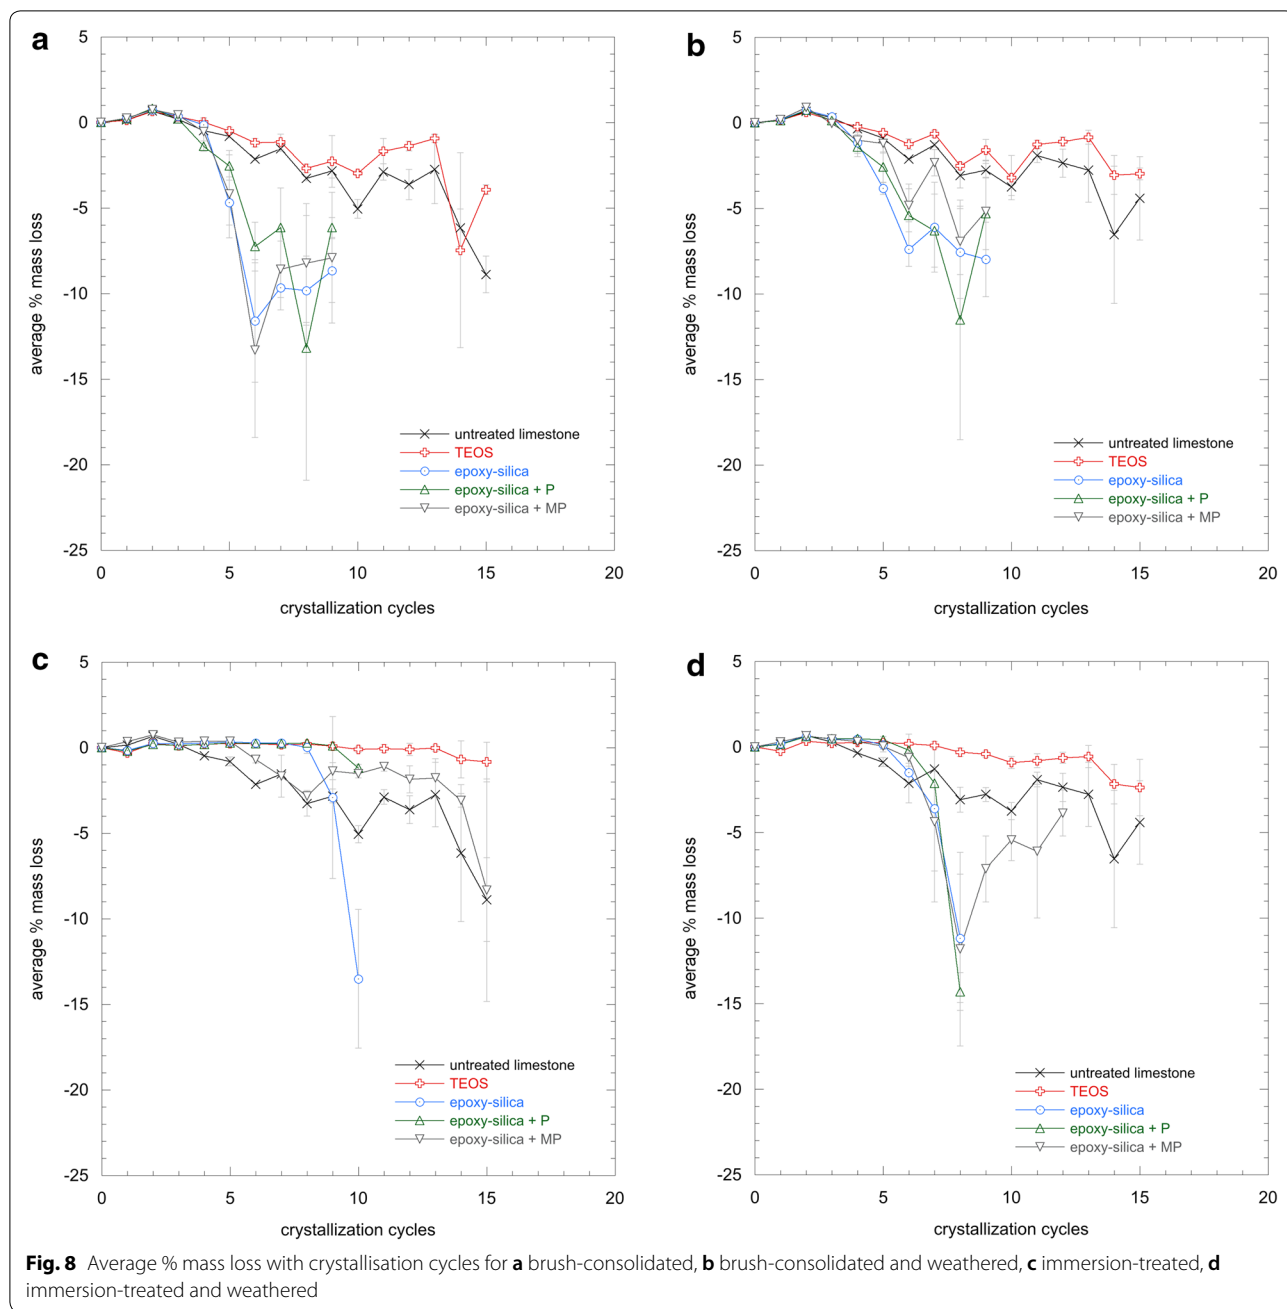 a
5
0
-5
-10
-15
-20
-25
average % mass loss
untreated limestone
TEOS
epoxy-silica
epoxy-silica + P
epoxy-silica + MP
0 5 10 15 20
crystallization cycles
b
5
0
-5
-10
-15
-20
-25
average % mass loss
untreated limestone
TEOS
epoxy-silica
epoxy-silica + P
epoxy-silica + MP
0 5 10 15 20
crystallization cycles
c
5
0
-5
-10
-15
-20
-25
average % mass loss
untreated limestone
TEOS
epoxy-silica
epoxy-silica + P
epoxy-silica + MP
0 5 10 15 20
crystallization cycles
d
5
0
-5
-10
-15
-20
-25
average % mass loss
untreated limestone
TEOS
epoxy-silica
epoxy-silica + P
epoxy-silica + MP
0 5 10 15 20
crystallization cycles
Fig. 8 Average % mass loss with crystallisation cycles for a brush-consolidated, b brush-consolidated and weathered, c immersion-treated, d
immersion-treated and weathered